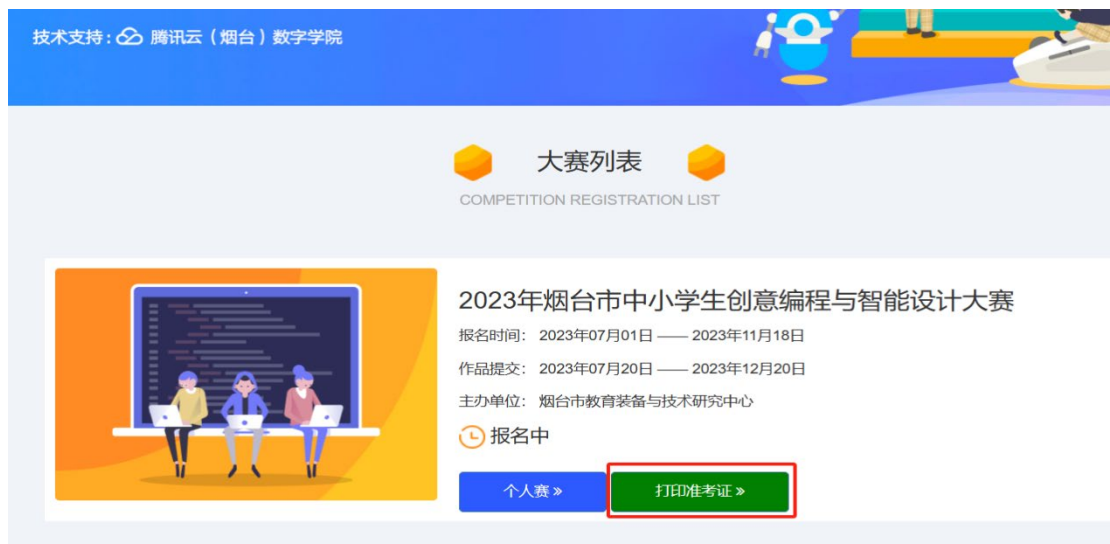 技术支持: 腾讯云（烟台）数字学院
大赛列表
COMPETITION REGISTRATION LIST
2023年烟台市中小学生创意编程与智能设计大赛
报名时间： 2023年07月01日 —— 2023年11月18日
作品提交： 2023年07月20日 —— 2023年12月20日
主办单位： 烟台市教育装备与技术研究中心
报名中
个人赛 »
打印准考证 »